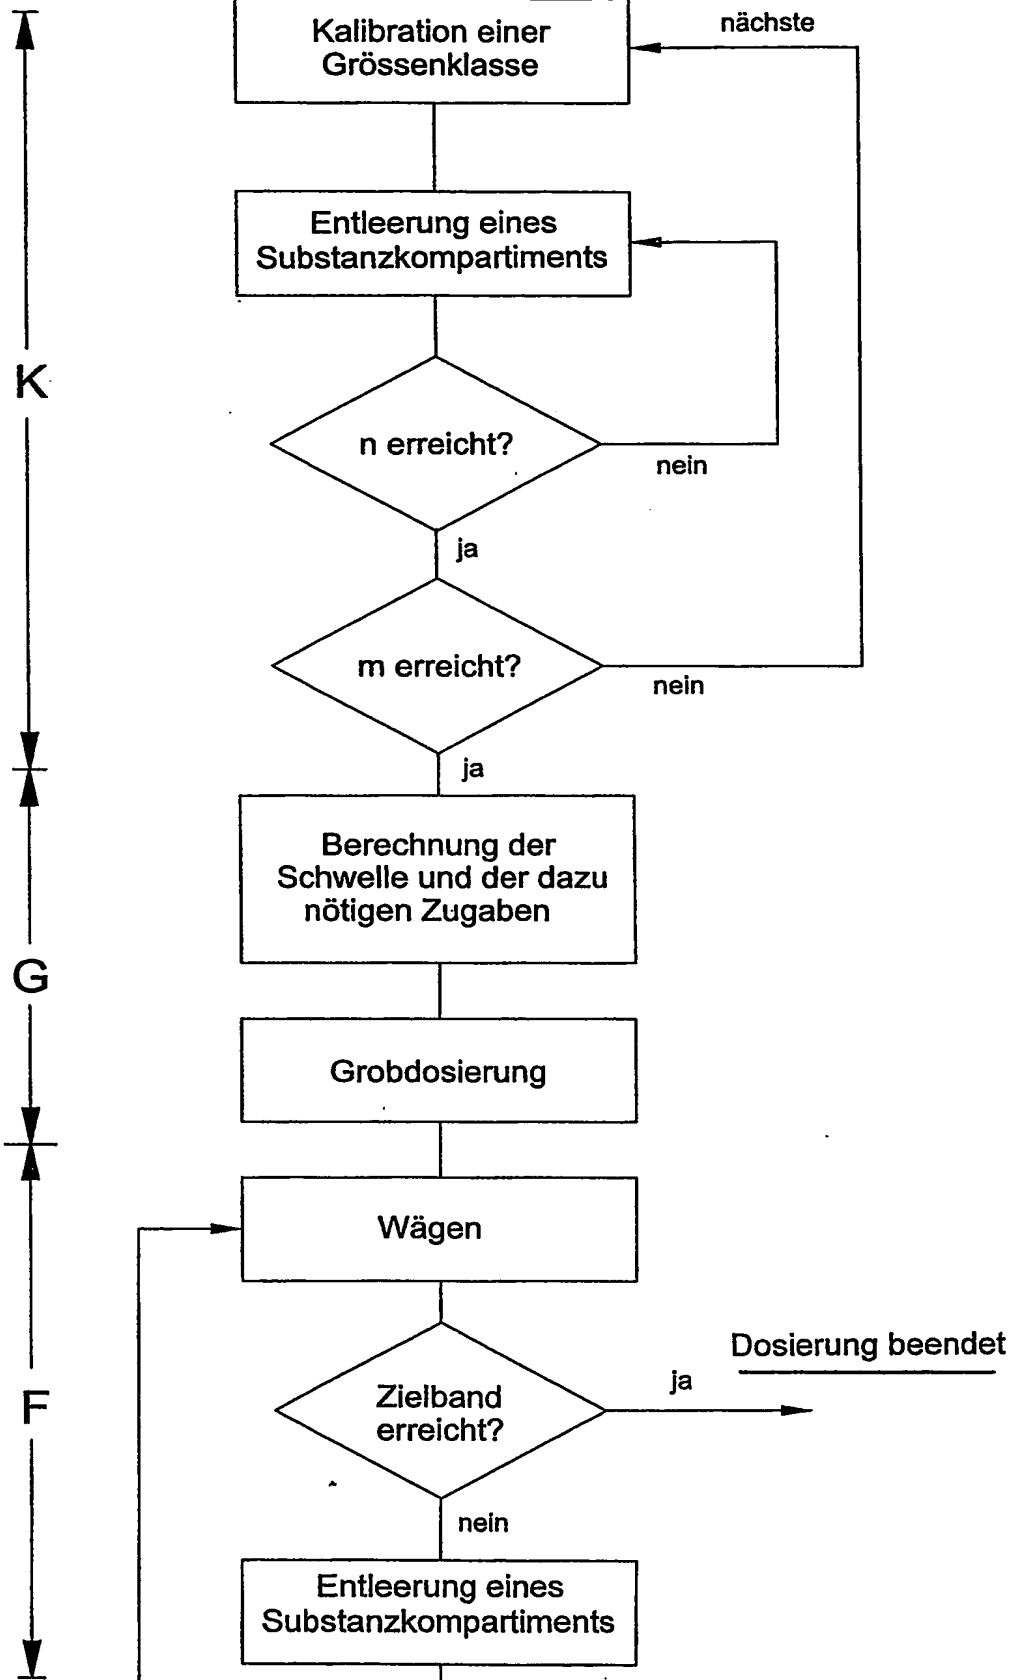 nächste
Kalibration einer
Grössenklasse
Entleerung eines
Substanzkompartiments
K
n erreicht?
nein
ja
m erreicht?
nein
ja
Berechnung der
Schwelle und der dazu
nötigen Zugaben
G
Grobdosierung
Wägen
Dosierung beendet
ja
Zielband
erreicht?
F
nein
Entleerung eines
Substanzkompartiments